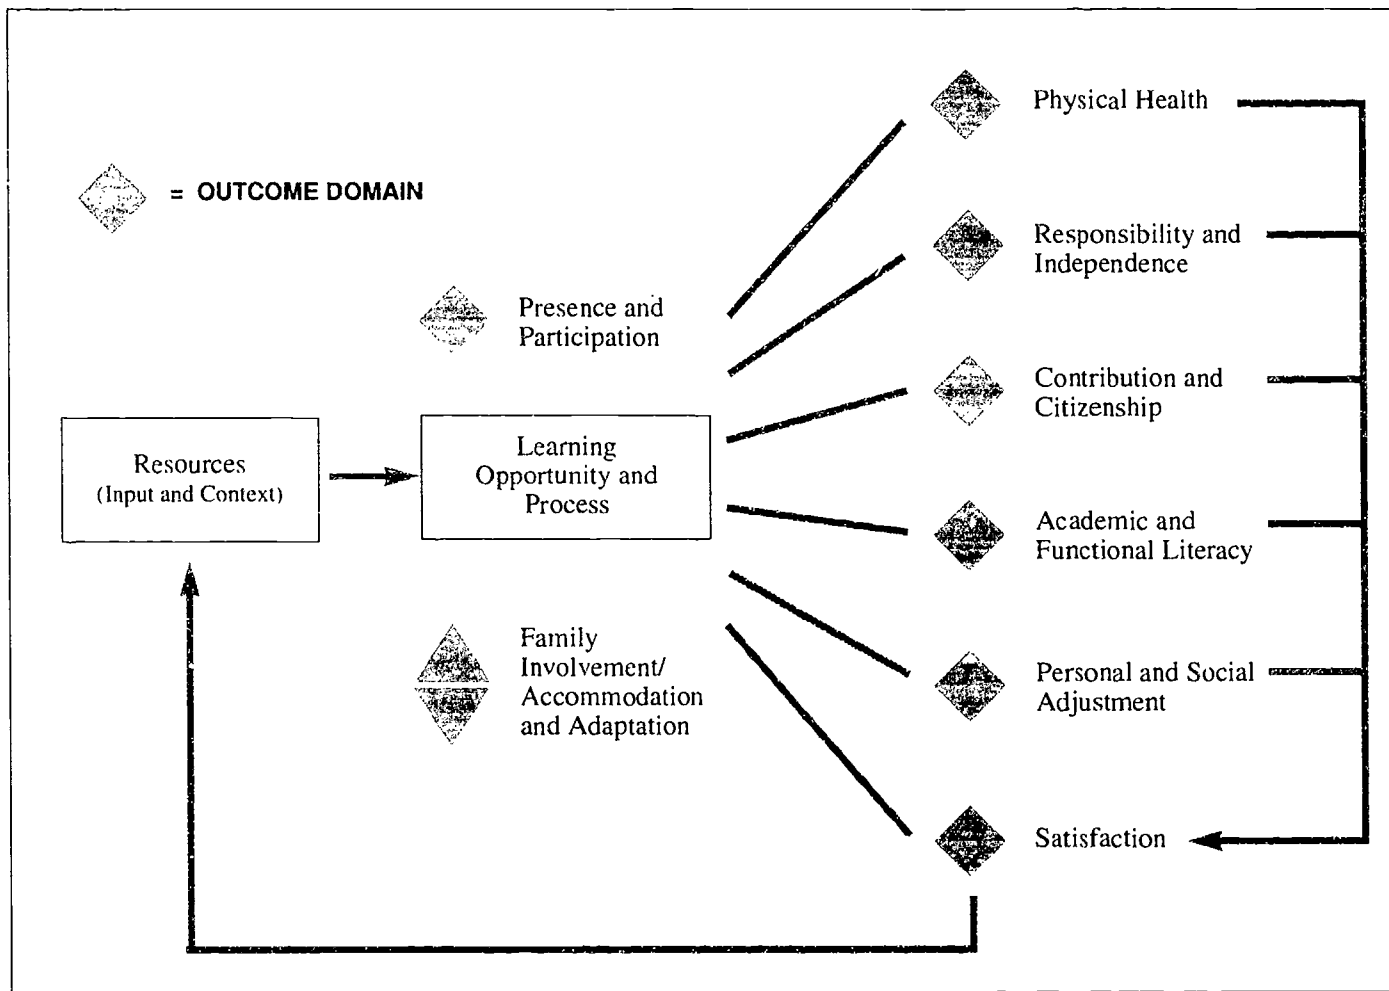 = OUTCOME DOMAIN
Presence and
Participation
Resources
(Input and Context)
Learning
Opportunity and
Process
Family
Involvement/
Accommodation
and Adaptation
Physical Health
Responsibility and
Independence
Contribution and
Citizenship
Academic and
Functional Literacy
Personal and Social
Adjustment
Satisfaction